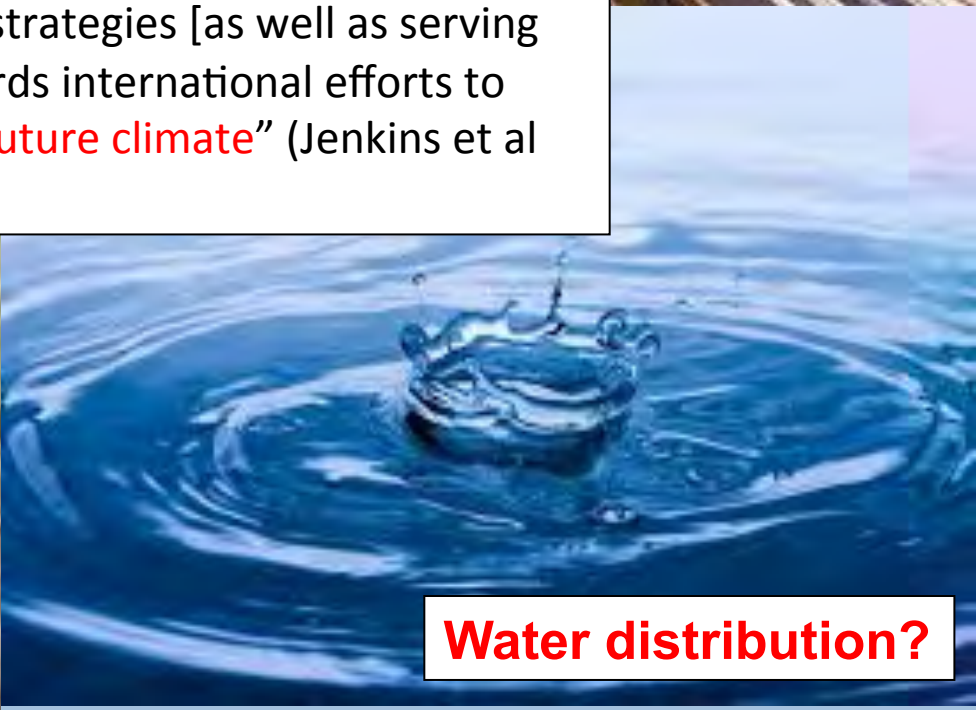 strategies [as well as serving
rds international efforts to
uture climate” (Jenkins et al
Water distribution?